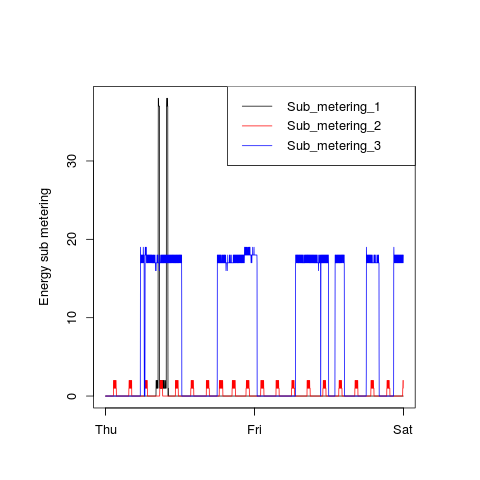 Sub_metering_1
Sub_metering_2
Sub_metering_3
Energy sub metering
30
20
10
0
Thu Fri Sat